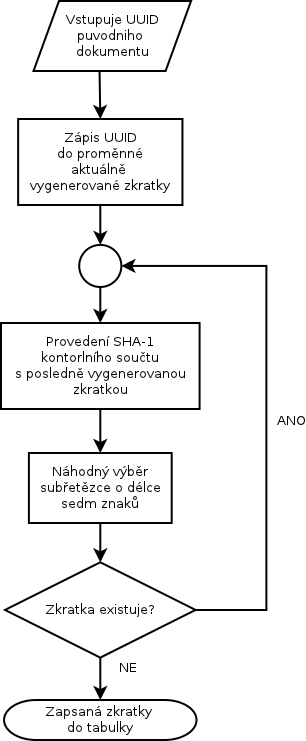 Vstupuje UUID
puvodniho
dokumentu
Zápis UUID
do proměnné
aktuálně
vygenerované zkratky
Provedení SHA-1
kontorlního součtu
s posledně vygenerovanou
zkratkou
ANO
Náhodný výběr
subřetězce o délce
sedm znaků
Zkratka existuje?
NE
Zapsaná zkratky
do tabulky